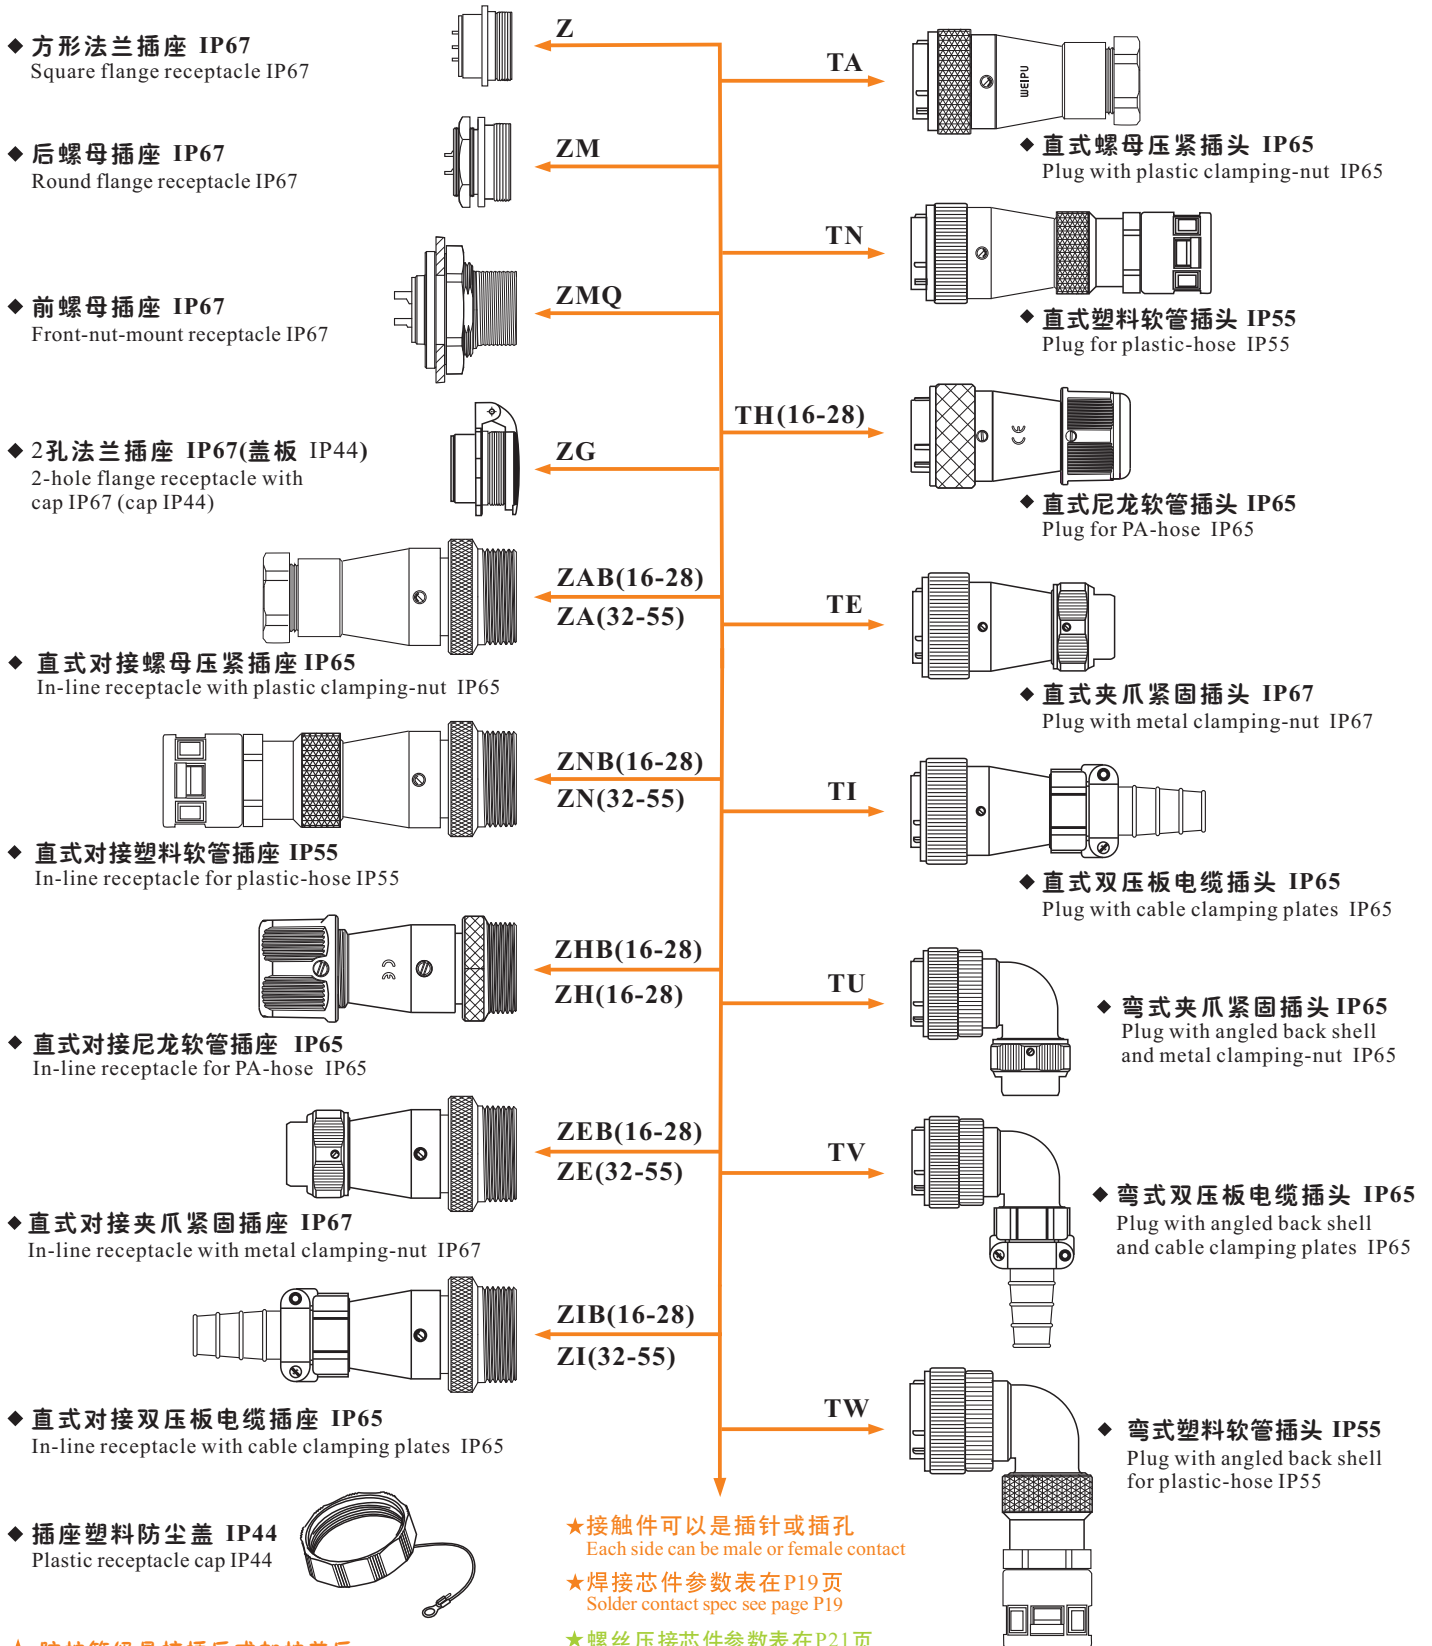 ◆ 方形法兰插座 IP67
Square flange receptacle IP67
Z
◆ 后螺母插座 IP67
Round flange receptacle IP67
ZM
◆ 前螺母插座 IP67
Front-nut-mount receptacle IP67
ZMQ
◆ 2孔法兰插座 IP67(盖板 IP44)
2-hole flange receptacle with
cap IP67 (cap IP44)
ZG
ZAB(16-28)
ZA(32-55)
◆ 直式对接螺母压紧插座 IP65
In-line receptacle with plastic clamping-nut IP65
ZNB(16-28)
ZN(32-55)
◆ 直式对接塑料软管插座 IP55
In-line receptacle for plastic-hose IP55
CE
ZHB(16-28)
ZH(16-28)
◆ 直式对接尼龙软管插座 IP65
In-line receptacle for PA-hose IP65
ZEB(16-28)
ZE(32-55)
◆ 直式对接夹爪紧固插座 IP67
In-line receptacle with metal clamping-nut IP67
ZIB(16-28)
ZI(32-55)
◆ 直式对接双压板电缆插座 IP65
In-line receptacle with cable clamping plates IP65
◆ 插座塑料防尘盖 IP44
Plastic receptacle cap IP44
TA
WEIPU
◆ 直式螺母压紧插头 IP65
Plug with plastic clamping-nut IP65
TN
◆ 直式塑料软管插头 IP55
Plug for plastic-hose IP55
TH(16-28)
CE
◆ 直式尼龙软管插头 IP65
Plug for PA-hose IP65
TE
◆ 直式夹爪紧固插头 IP67
Plug with metal clamping-nut IP67
TI
◆ 直式双压板电缆插头 IP65
Plug with cable clamping plates IP65
TU
◆ 弯式夹爪紧固插头 IP65
Plug with angled back shell
and metal clamping-nut IP65
TV
◆ 弯式双压板电缆插头 IP65
Plug with angled back shell
and cable clamping plates IP65
TW
◆ 弯式塑料软管插头 IP55
Plug with angled back shell
for plastic-hose IP55
★接触件可以是插针或插孔
Each side can be male or female contact
★焊接芯件参数表在P19页
Solder contact spec see page P19
★螺丝压接芯件参数表在P21页